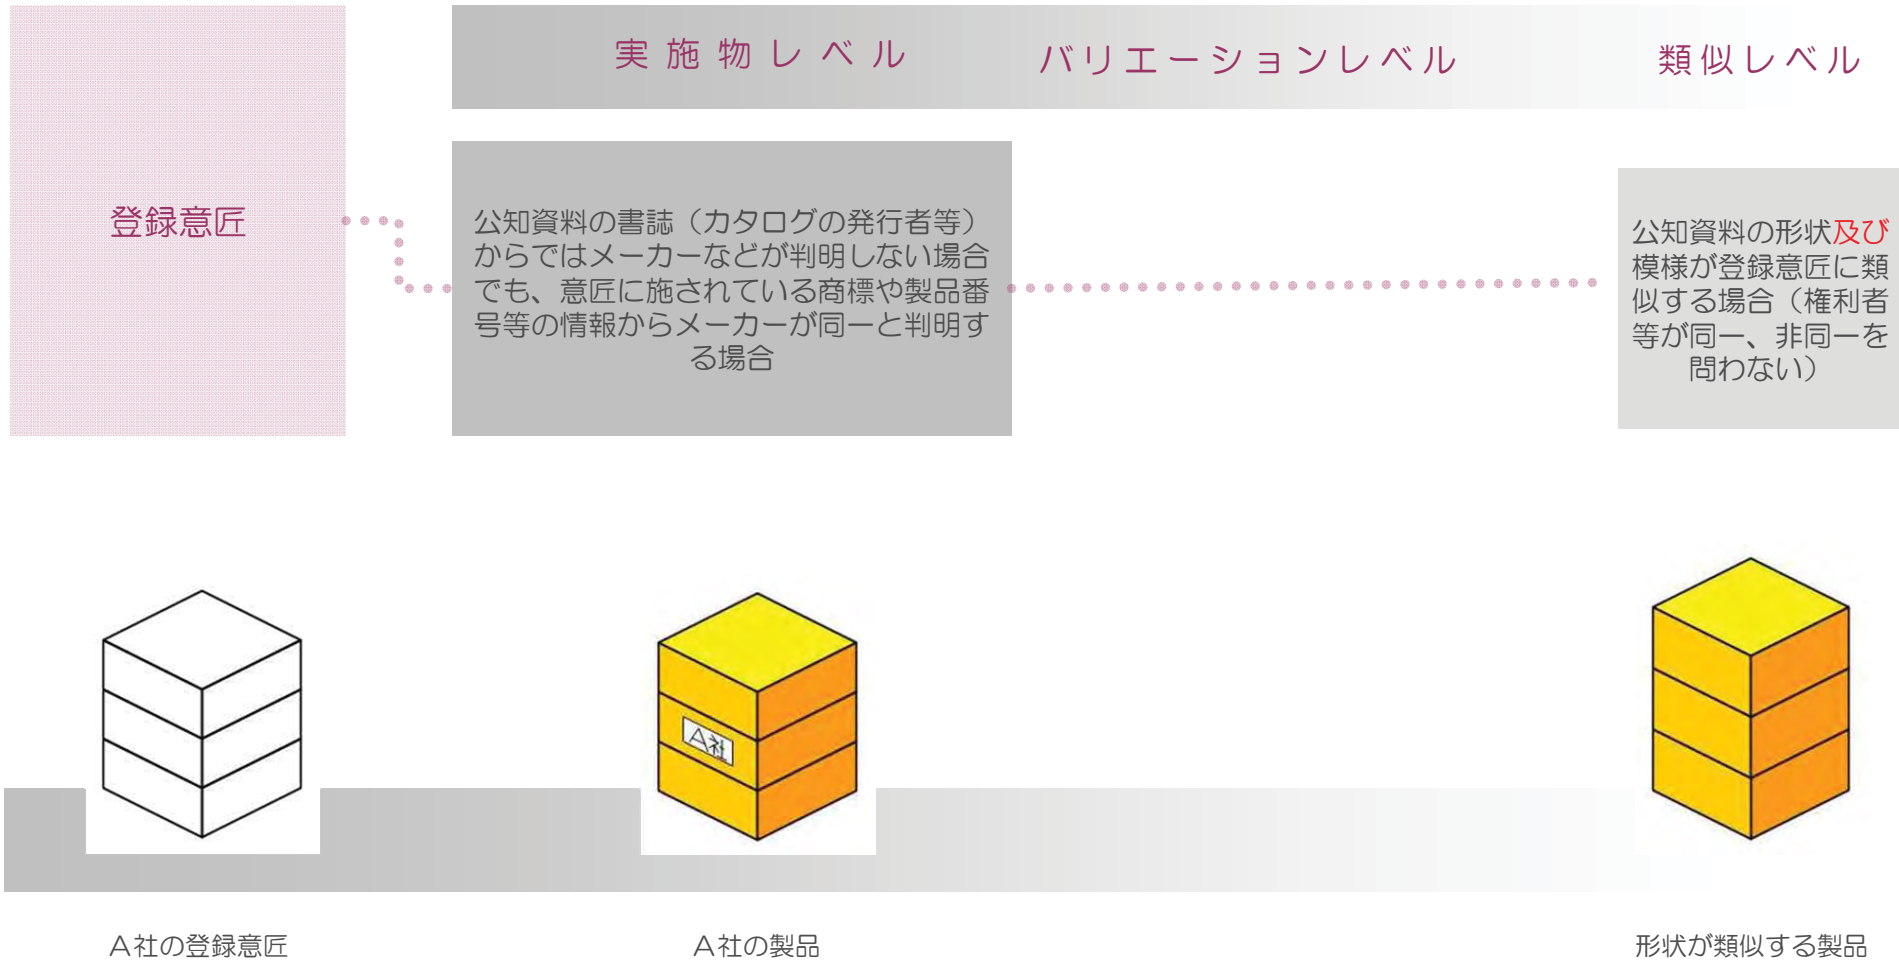 実施物レベル
バリエーションレベル
類似レベル
登録意匠
公知資料の書誌（カタログの発行者等）
からではメーカーなどが判明しない場合
でも、意匠に施されている商標や製品番
号等の情報からメーカーが同一と判明す
る場合
公知資料の形状及び
模様が登録意匠に類
似する場合（権利者
等が同一、非同一を
問わない）
A社
A社の登録意匠
A社の製品
形状が類似する製品